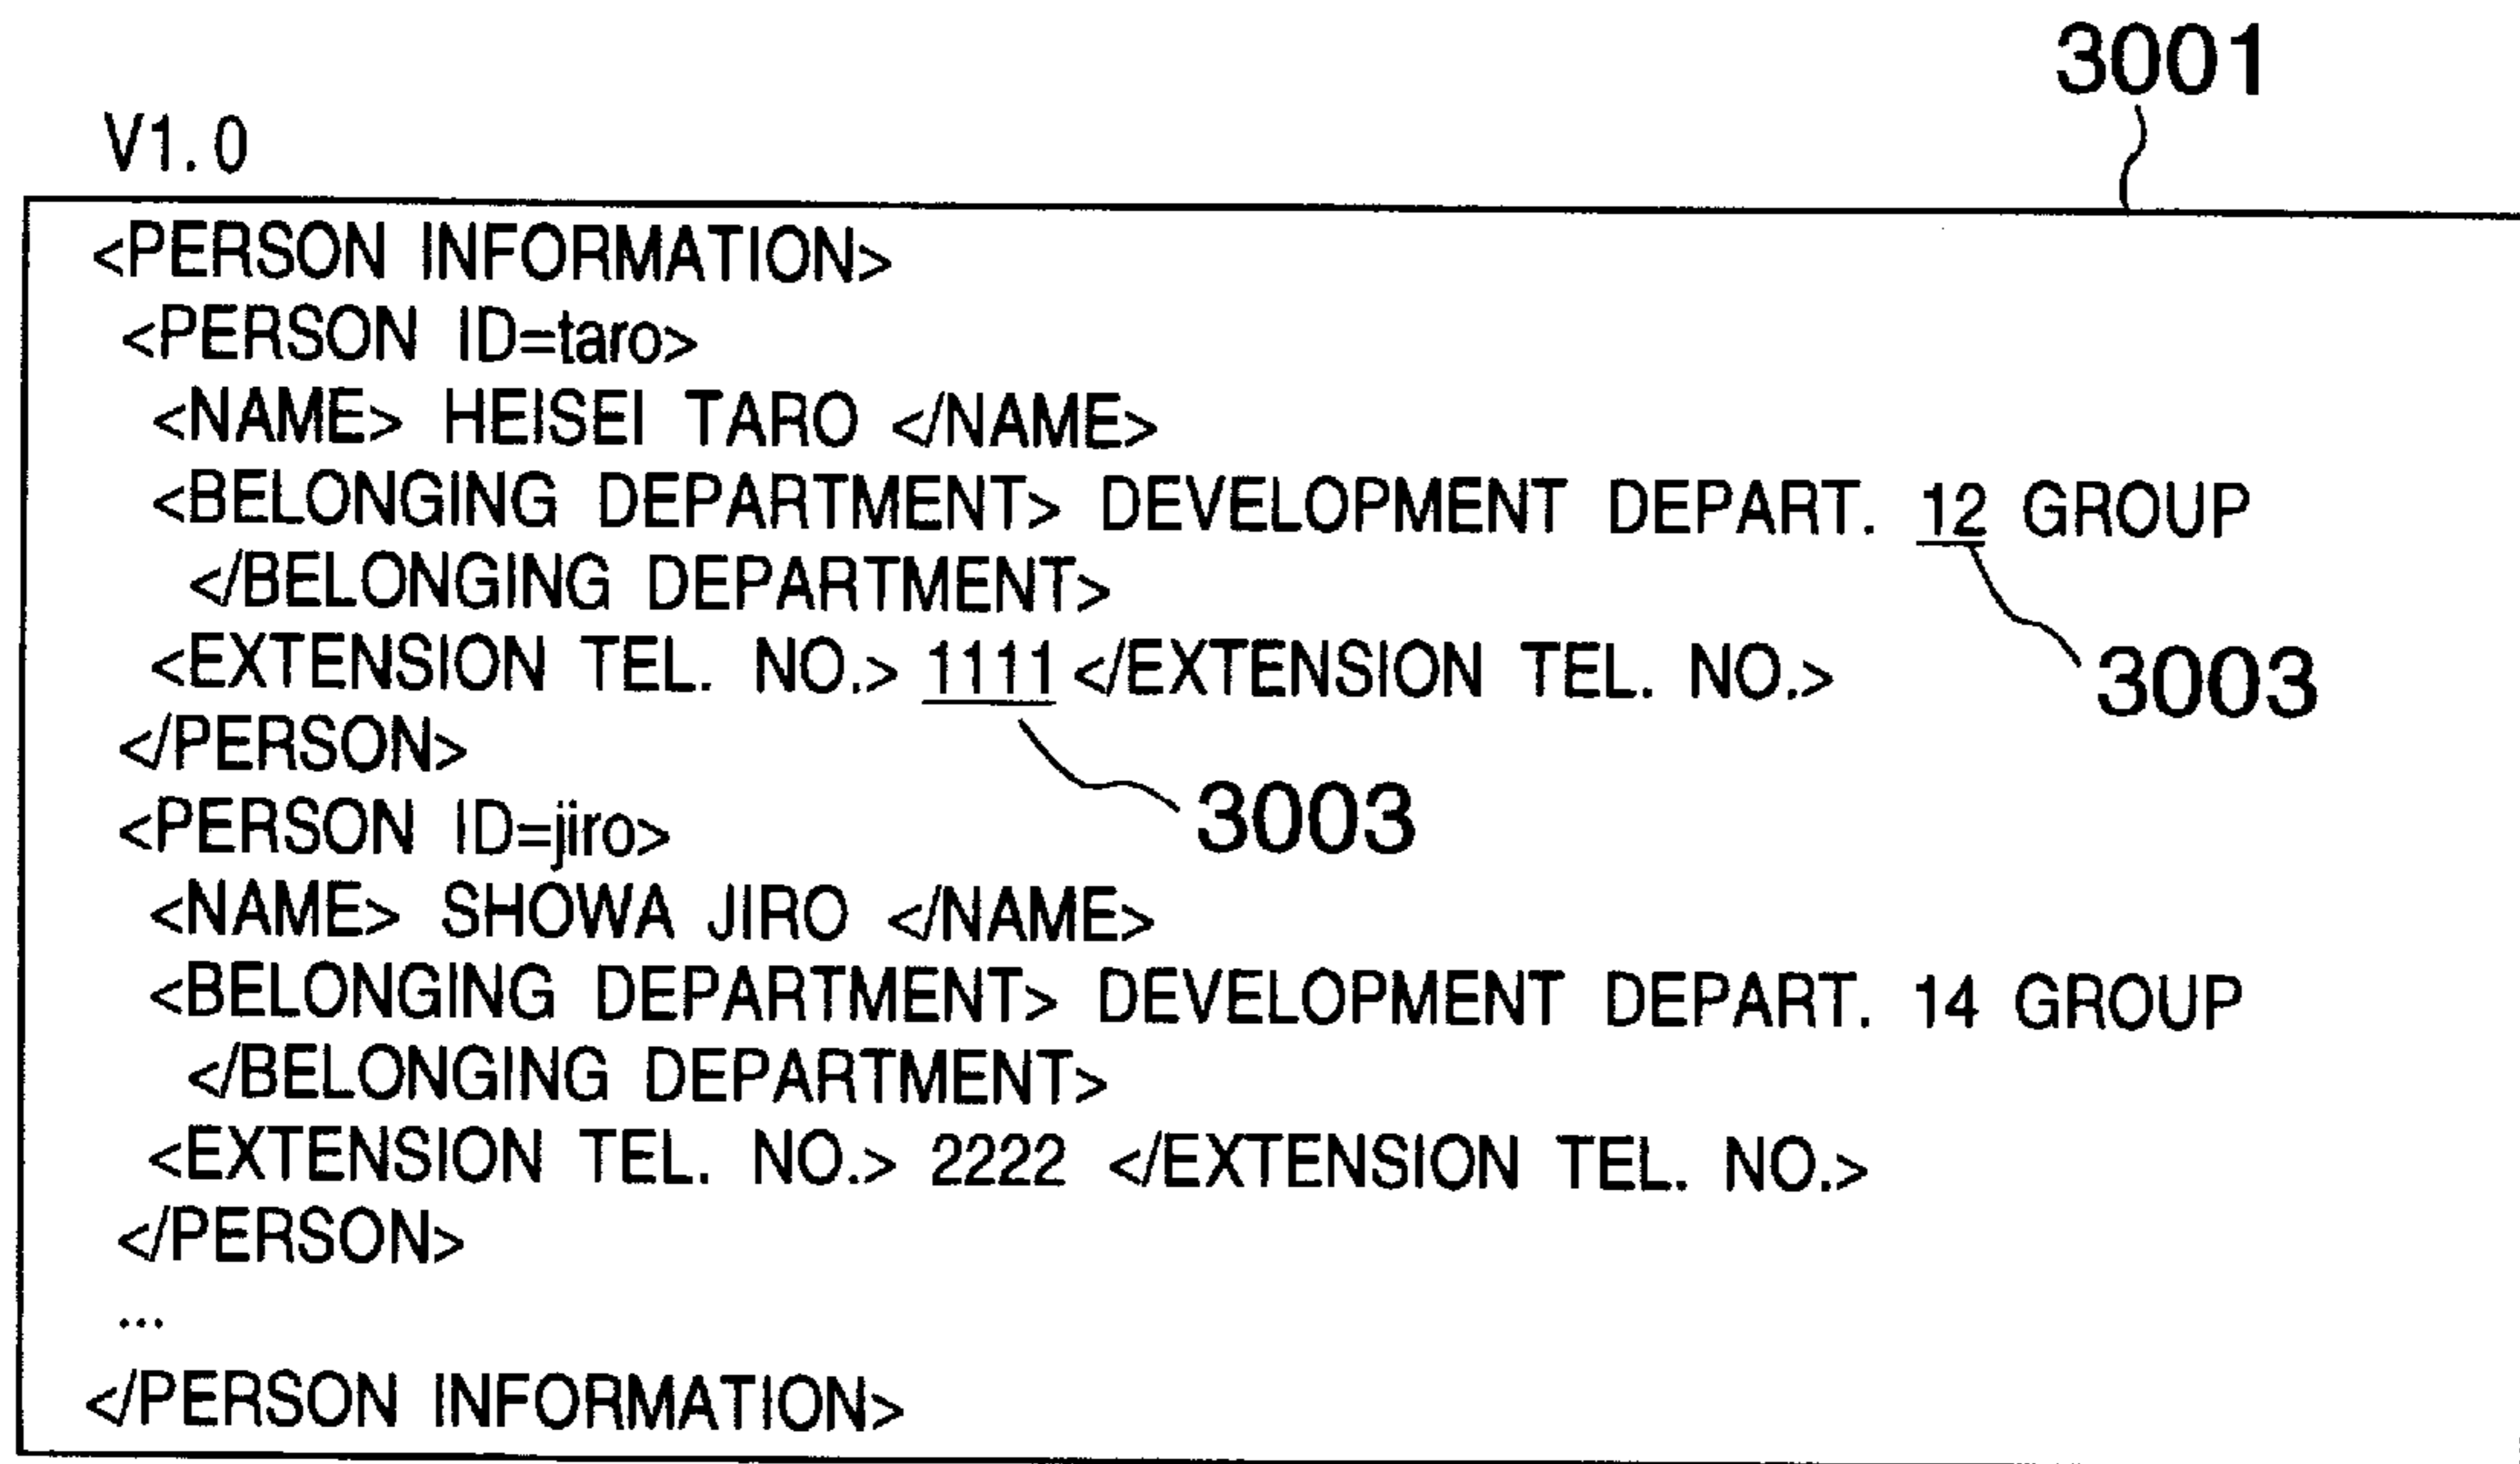 3001
V1.0
<PERSON INFORMATION>
<PERSON ID=taro>
<NAME> HEISEI TARO </NAME>
<BELONGING DEPARTMENT> DEVELOPMENT DEPART. 12 GROUP
</BELONGING DEPARTMENT>
<EXTENSION TEL. NO.> 1111 </EXTENSION TEL. NO.>
3003
</PERSON>
3003
<PERSON ID=jiro>
<NAME> SHOWA JIRO </NAME>
<BELONGING DEPARTMENT> DEVELOPMENT DEPART. 14 GROUP
</BELONGING DEPARTMENT>
<EXTENSION TEL. NO.> 2222 </EXTENSION TEL. NO.>
</PERSON>
...
</PERSON INFORMATION>